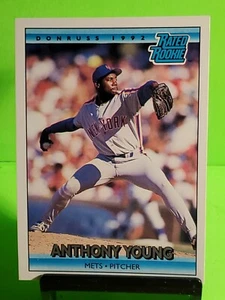 DONRUSS 1992
RATED
ROOKIE
NEW YORK
ANTHONY YOUNG
METS • PITCHER